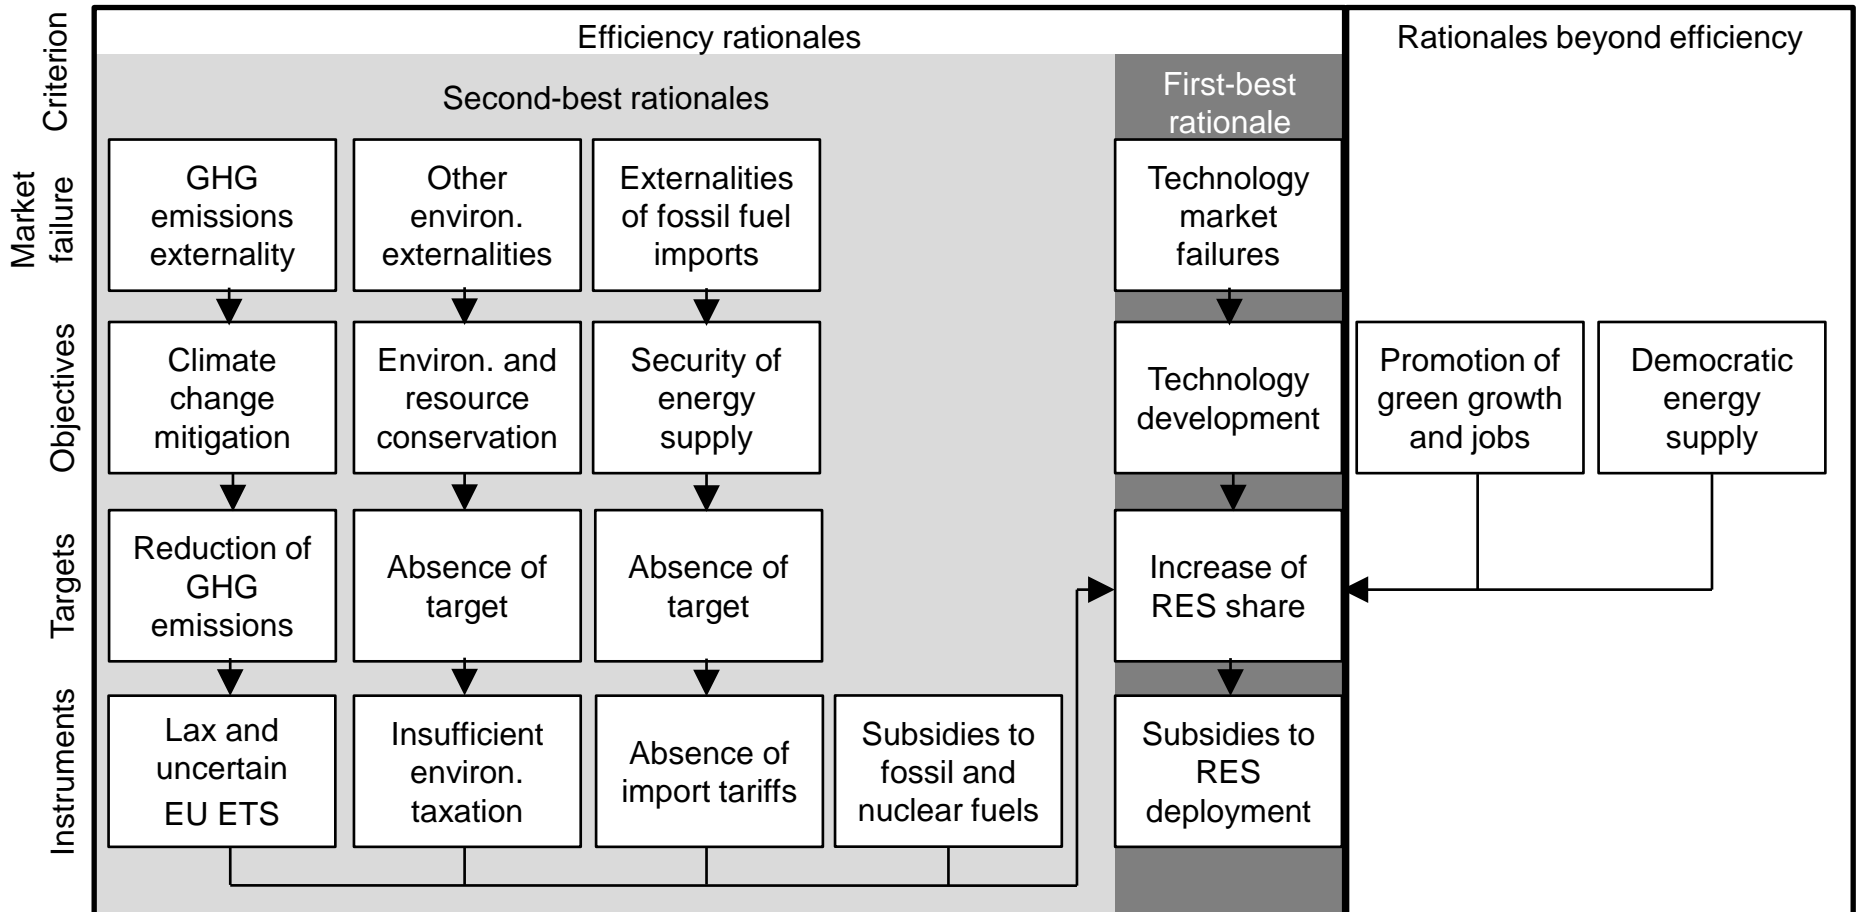 Criterion
Efficiency rationales
Rationales beyond efficiency
Second-best rationales
First-best
rationale
Market
failure
GHG
emissions
externality
Other
environ.
externalities
Externalities
of fossil fuel
imports
Technology
market
failures
Objectives
Climate
change
mitigation
Environ. and
resource
conservation
Security of
energy
supply
Technology
development
Promotion of
green growth
and jobs
Democratic
energy
supply
Targets
Reduction of
GHG
emissions
Absence of
target
Absence of
target
Increase of
RES share
Instruments
Lax and
uncertain
EU ETS
Insufficient
environ.
taxation
Absence of
import tariffs
Subsidies to
fossil and
nuclear fuels
Subsidies to
RES
deployment